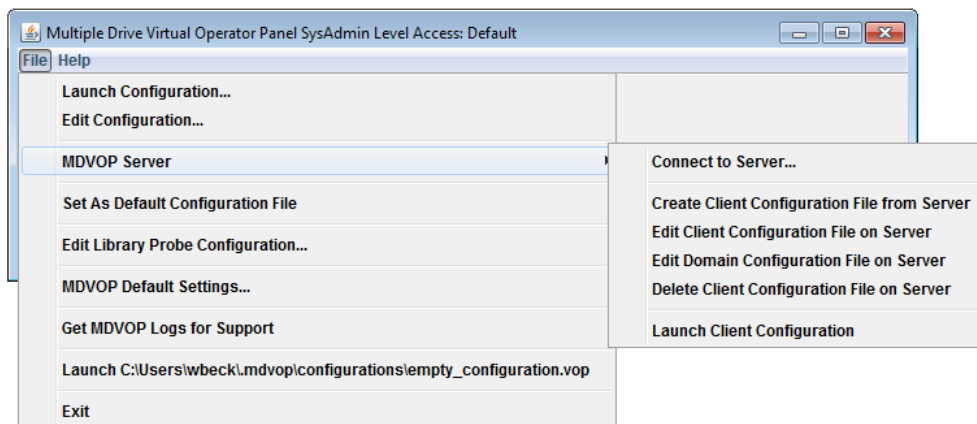 Multiple Drive Virtual Operator Panel SysAdmin Level Access: Default
File Help
Launch Configuration...
Edit Configuration...
MDVOP Server
Set As Default Configuration File
Edit Library Probe Configuration...
MDVOP Default Settings...
Get MDVOP Logs for Support
Launch C:\Users\wbeck\.mdvop\configurations\empty_configuration.vop
Exit
Connect to Server...
Create Client Configuration File from Server
Edit Client Configuration File on Server
Edit Domain Configuration File on Server
Delete Client Configuration File on Server
Launch Client Configuration